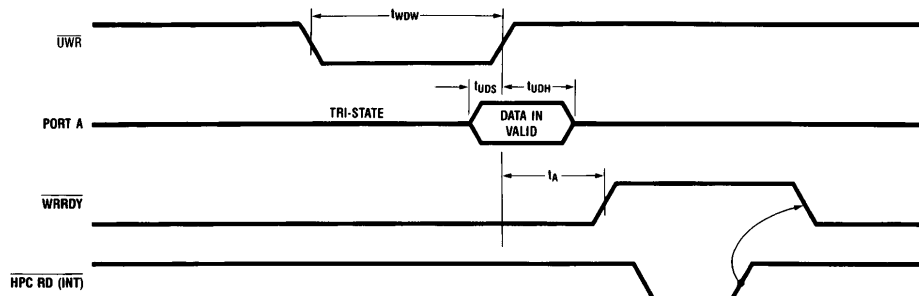 tWDW
UWR
tUDS
tUDH
TRI-STATE
DATA IN
VALID
PORT A
tA
WRRDY
HPC RD (INT)